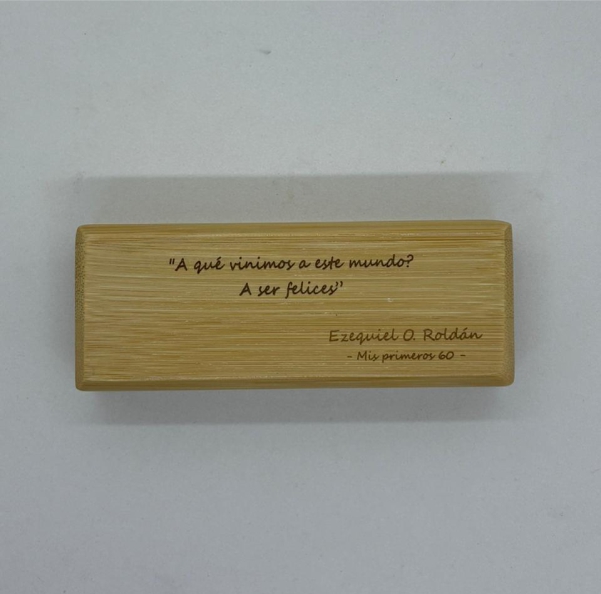 "A qué vinimos a este mundo?
A ser felices"
Ezequiel O. Roldán
- Mis primeros 60 -